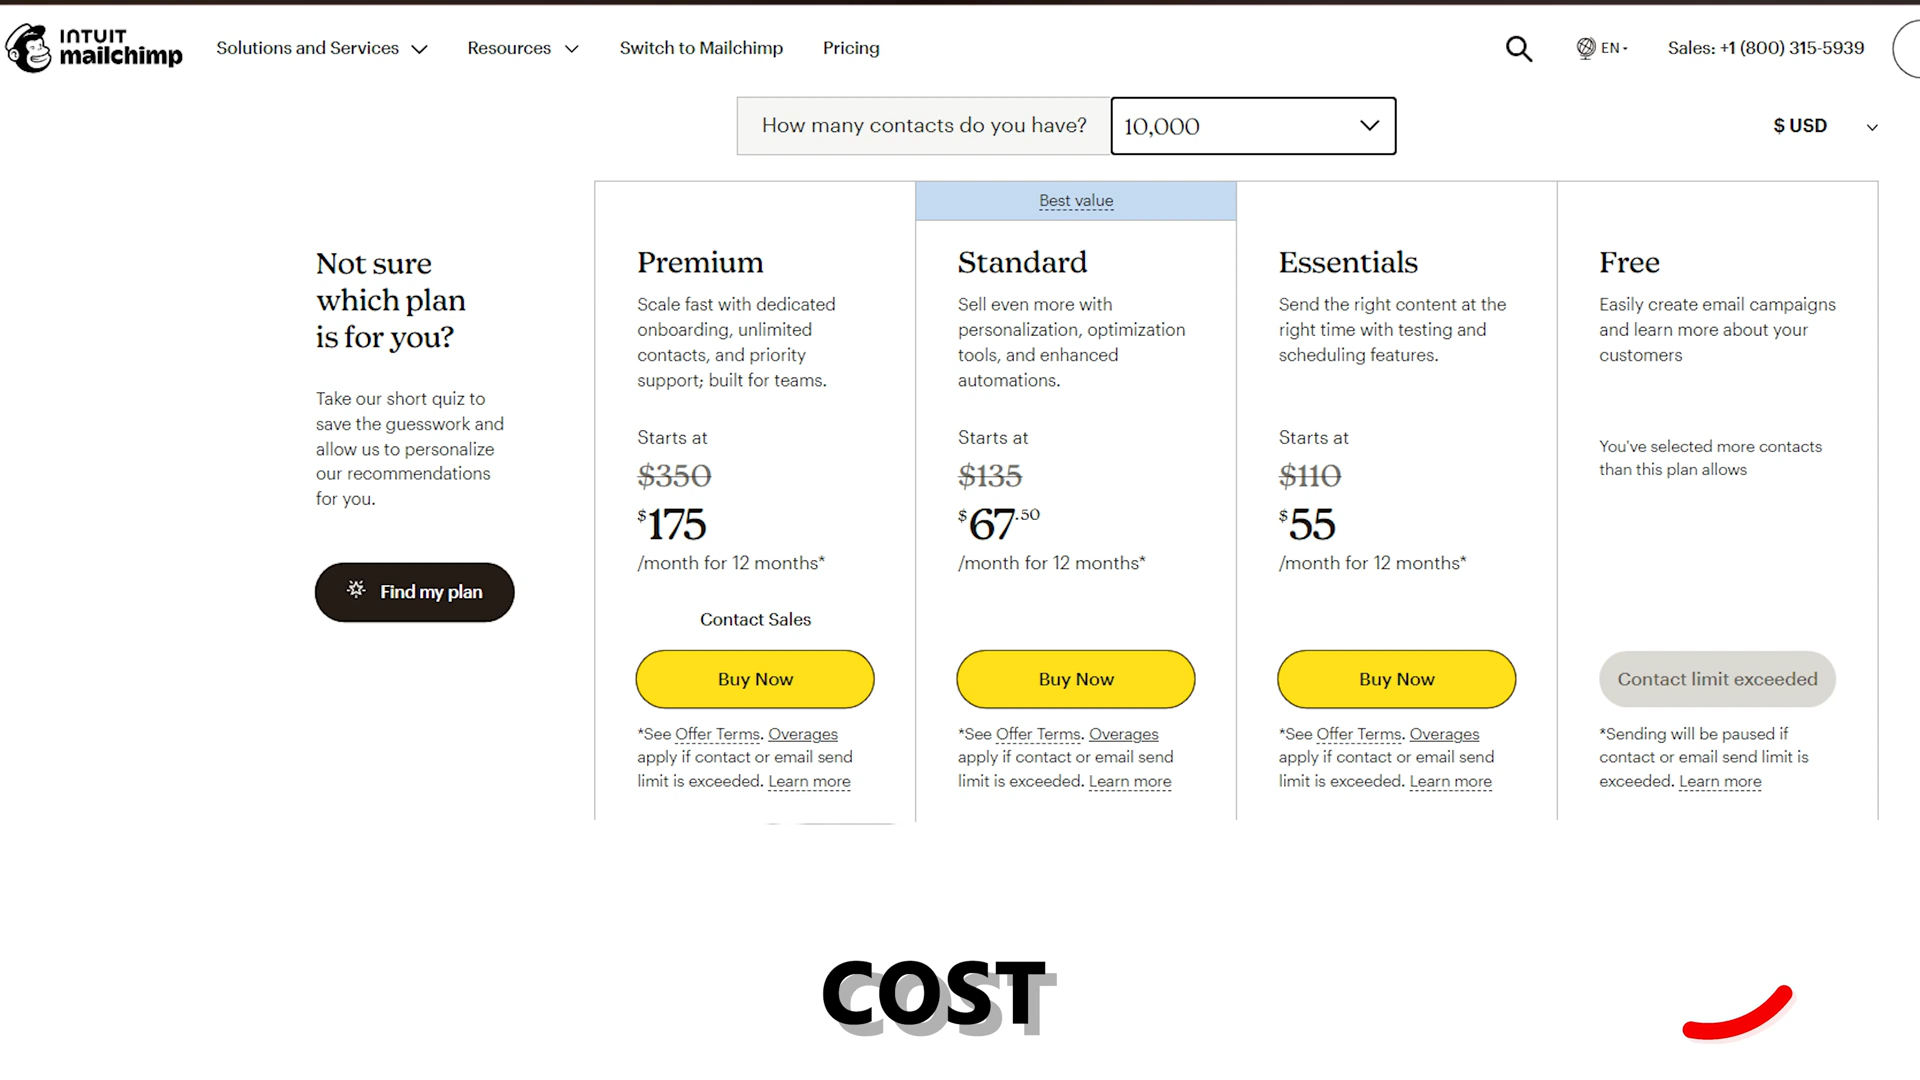 INTUIT
mailchimp
Solutions and Services
Resources
Switch to Mailchimp
Pricing
EN
Sales: +1 (800) 315-5939
How many contacts do you have?
10,000
$ USD
Not sure
which plan
is for you?
Take our short quiz to
save the guesswork and
allow us to personalize
our recommendations
for you.
Find my plan
Premium
Scale fast with dedicated
onboarding, unlimited
contacts, and priority
support; built for teams.
Starts at
$350
$175
/month for 12 months*
Contact Sales
Buy Now
*See Offer Terms. Overages
apply if contact or email send
limit is exceeded. Learn more
Best value
Standard
Sell even more with
personalization, optimization
tools, and enhanced
automations.
Starts at
$135
$67.50
/month for 12 months*
Buy Now
*See Offer Terms. Overages
apply if contact or email send
limit is exceeded. Learn more
Essentials
Send the right content at the
right time with testing and
scheduling features.
Starts at
$110
$55
/month for 12 months*
Buy Now
*See Offer Terms. Overages
apply if contact or email send
limit is exceeded. Learn more
Free
Easily create email campaigns
and learn more about your
customers
You've selected more contacts
than this plan allows
Contact limit exceeded
*Sending will be paused if
contact or email send limit is
exceeded. Learn more
COST